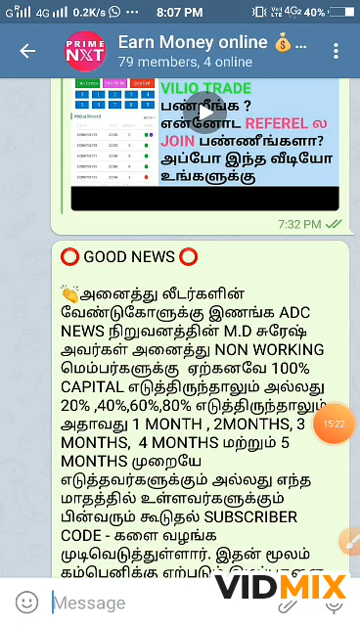 8:07 PM
0.2K/s
4G
40%
PRIME
NXT
Earn Money online 💰...
79 members, 4 online
VILIO TRADE
பண்றீங்க ?
என்னோட REFEREL ல
JOIN பண்ணீங்களா?
அப்போ இந்த வீடியோ
உங்களுக்கு
7:32 PM
⭕ GOOD NEWS ⭕
👏அனைத்து லீடர்களின்
வேண்டுகோளுக்கு இணங்க ADC
NEWS நிறுவனத்தின் M.D சுரேஷ்
அவர்கள் அனைத்து NON WORKING
மெம்பர்களுக்கு ஏற்கனவே 100%
CAPITAL எடுத்திருந்தாலும் அல்லது
20% ,40%,60%,80% எடுத்திருந்தாலும்
அதாவது 1 MONTH , 2MONTHS, 3
MONTHS, 4 MONTHS மற்றும் 5
MONTHS முறையே
எடுத்தவர்களுக்கும் அல்லது எந்த
மாதத்தில் உள்ளவர்களுக்கும்
பின்வரும் கூடுதல் SUBSCRIBER
CODE - களை வழங்க
முடிவெடுத்துள்ளார். இதன் மூலம்
கம்பெனிக்கு ஏற்படும்
15:22
Message
VIDMIX